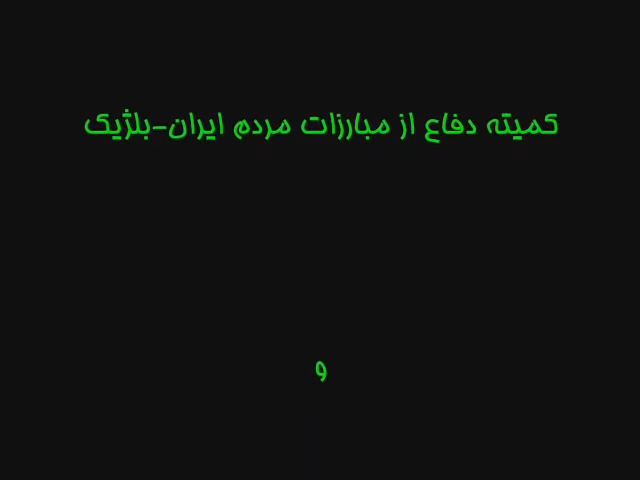 کمیته دفاع از مبارزات مردم ایران-بلژیک
و